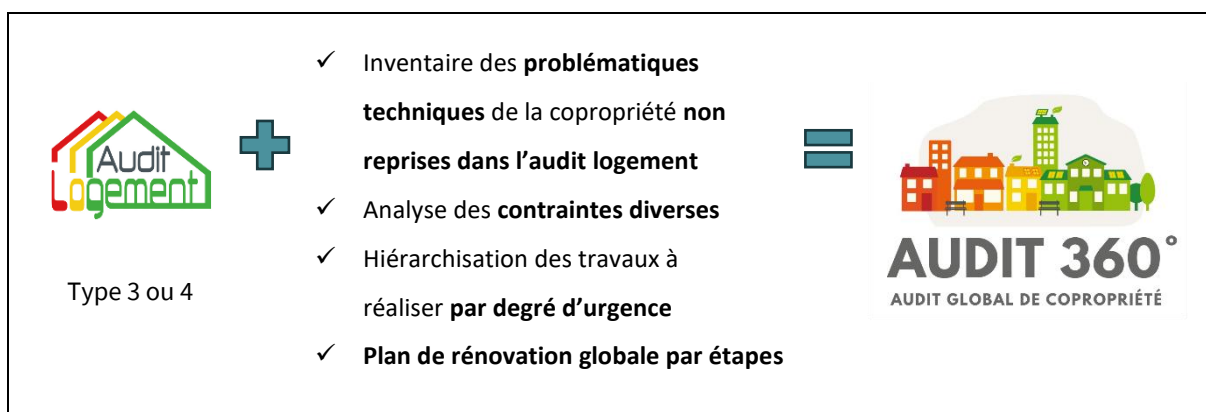 Audit
Logement
Type 3 ou 4
✓ Inventaire des problématiques
techniques de la copropriété non
reprises dans l’audit logement
✓ Analyse des contraintes diverses
✓ Hiérarchisation des travaux à
réaliser par degré d’urgence
✓ Plan de rénovation globale par étapes
AUDIT 360°
AUDIT GLOBAL DE COPROPRIÉTÉ